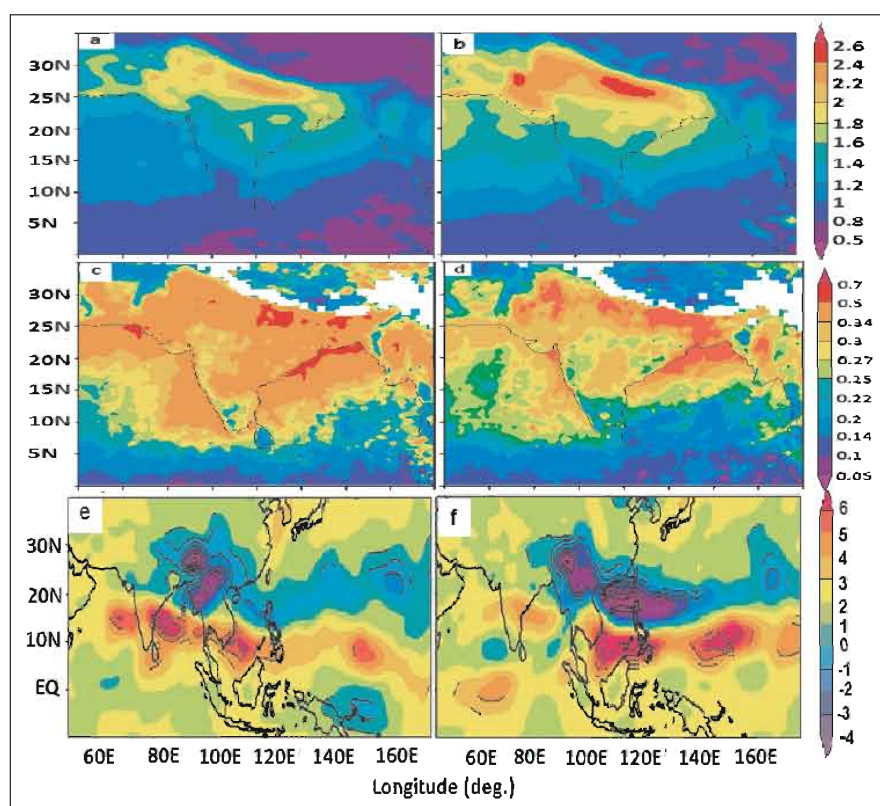 a
b
30N
25N
20N
15N
10N
5N
2.6
2.4
2.2
2
1.8
1.6
1.4
1.2
1
0.8
0.5
c
d
30N
25N
20N
15N
10N
5N
0.7
0.5
0.34
0.3
0.27
0.25
0.22
0.2
0.14
0.1
0.05
e
f
30N
20N
10N
EQ
6
5
4
3
2
1
0
-1
-2
-3
-4
60E 80E 100E 120E 140E 160E 60E 80E 100E 120E 140E 160E
Longitude (deg.)